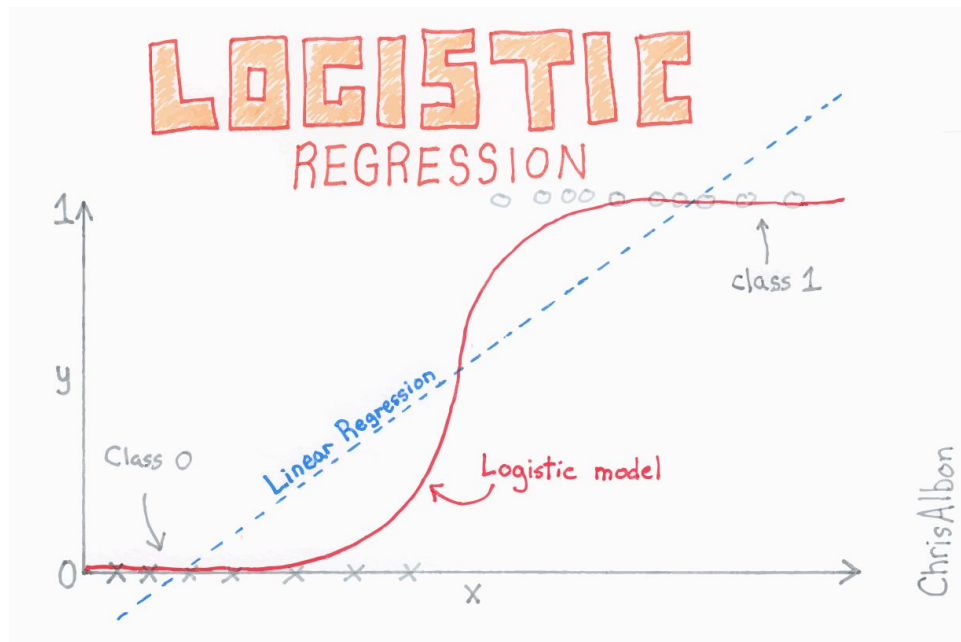 LOGISTIC
REGRESSION
1
class 1
y
Linear Regression
Class 0
Logistic model
0
x
ChrisAlbon